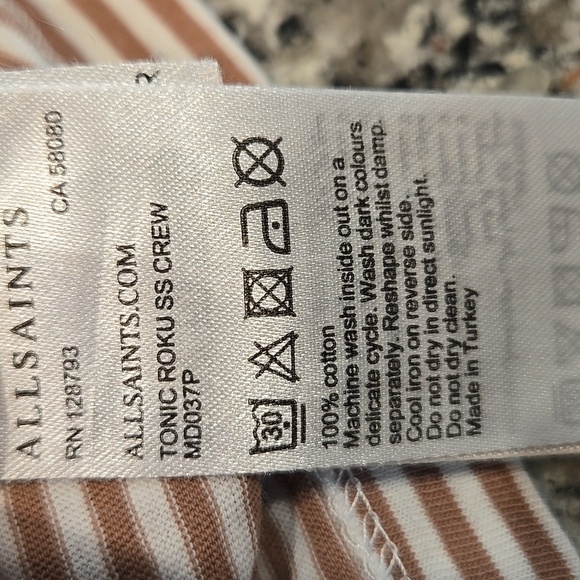 ALLSAINTS
RN 128793 CA 58080
ALLSAINTS.COM
TONIC ROKU SS CREW
MD037P
30
100% cotton
Machine wash inside out on a
delicate cycle. Wash dark colours
separately. Reshape whilst damp.
Cool iron on reverse side.
Do not dry in direct sunlight.
Do not dry clean.
Made in Turkey